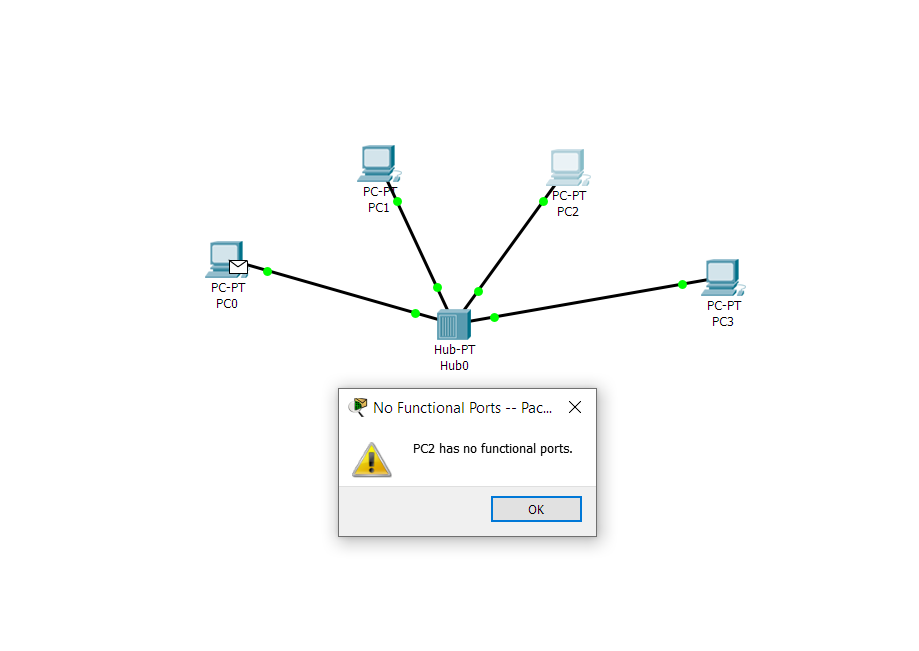 PC-PT
PC1
PC-PT
PC2
PC-PT
PC0
PC-PT
PC3
Hub-PT
Hub0
No Functional Ports -- Pac...
PC2 has no functional ports.
OK